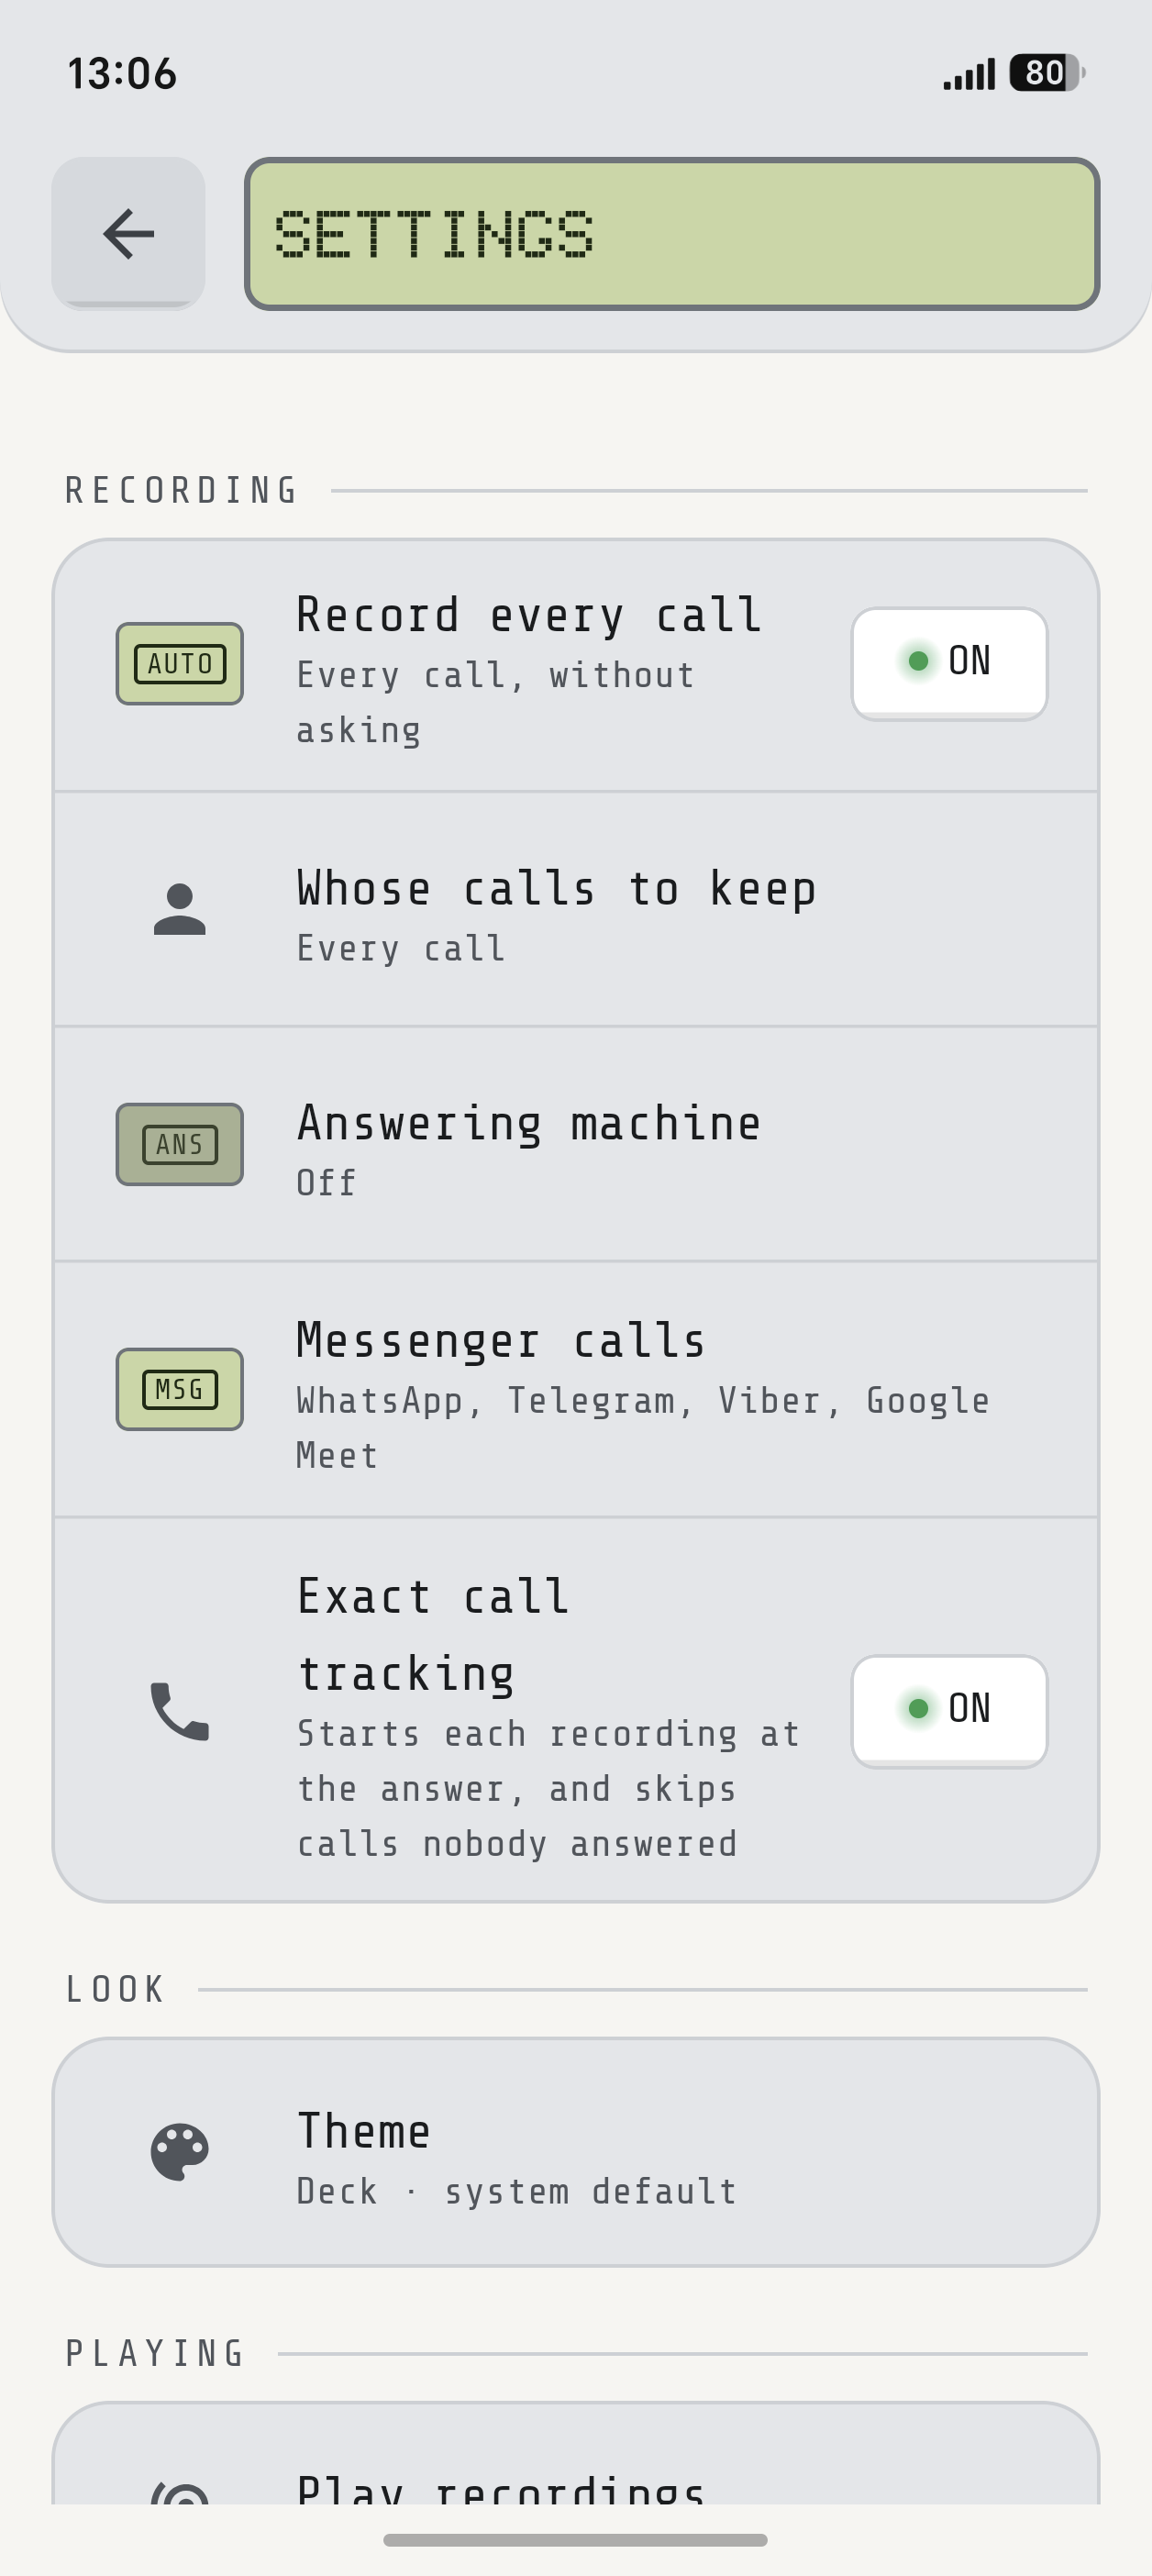 13:06
80
SETTINGS
RECORDING
AUTO
Record every call
Every call, without
asking
ON
Whose calls to keep
Every call
ANS
Answering machine
Off
MSG
Messenger calls
WhatsApp, Telegram, Viber, Google
Meet
Exact call
tracking
Starts each recording at
the answer, and skips
calls nobody answered
ON
LOOK
Theme
Deck · system default
PLAYING
Play recordings